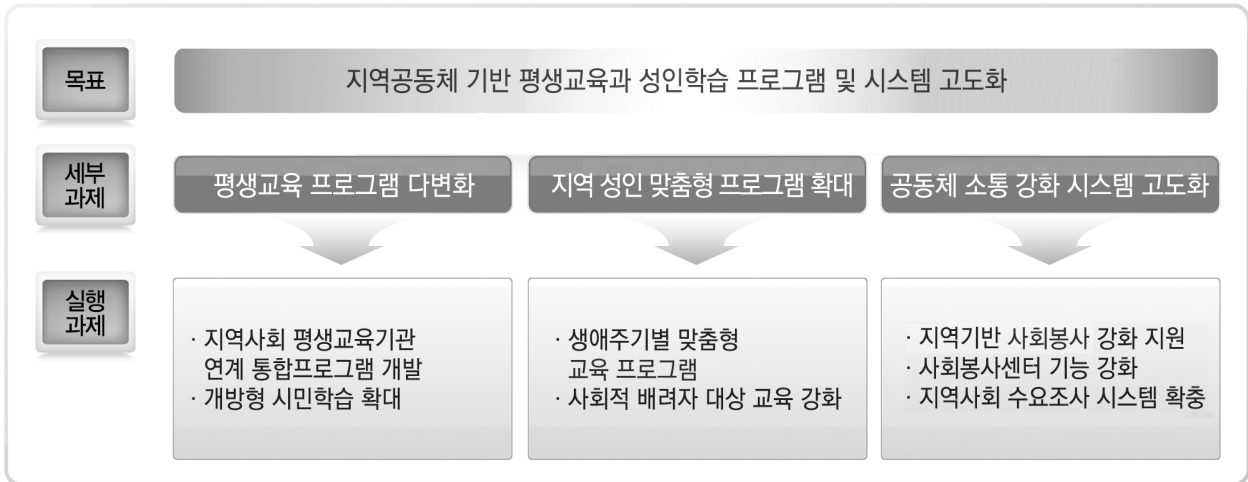 목표
지역공동체 기반 평생교육과 성인학습 프로그램 및 시스템 고도화
세부
과제
평생교육 프로그램 다변화
지역 성인 맞춤형 프로그램 확대
공동체 소통 강화 시스템 고도화
실행
과제
· 지역사회 평생교육기관
연계 통합프로그램 개발
· 개방형 시민학습 확대
· 생애주기별 맞춤형
교육 프로그램
· 사회적 배려자 대상 교육 강화
· 지역기반 사회봉사 강화 지원
· 사회봉사센터 기능 강화
· 지역사회 수요조사 시스템 확충